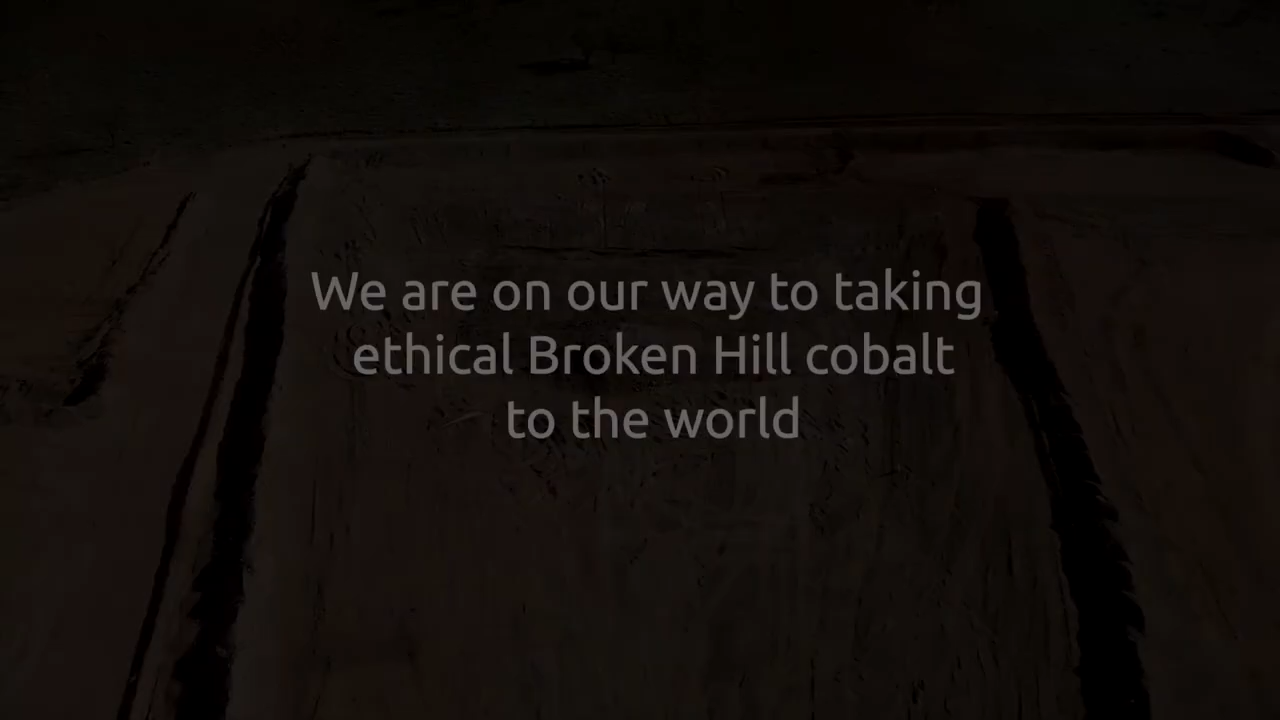 We are on our way to taking
ethical Broken Hill cobalt
to the world